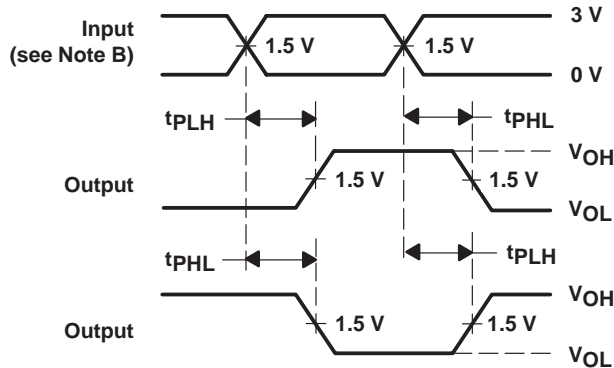 3 V
Input
(see Note B)
1.5 V
1.5 V
0 V
tPLH
tPHL
VOH
Output
1.5 V
1.5 V
VOL
tPHL
tPLH
VOH
Output
1.5 V
1.5 V
VOL